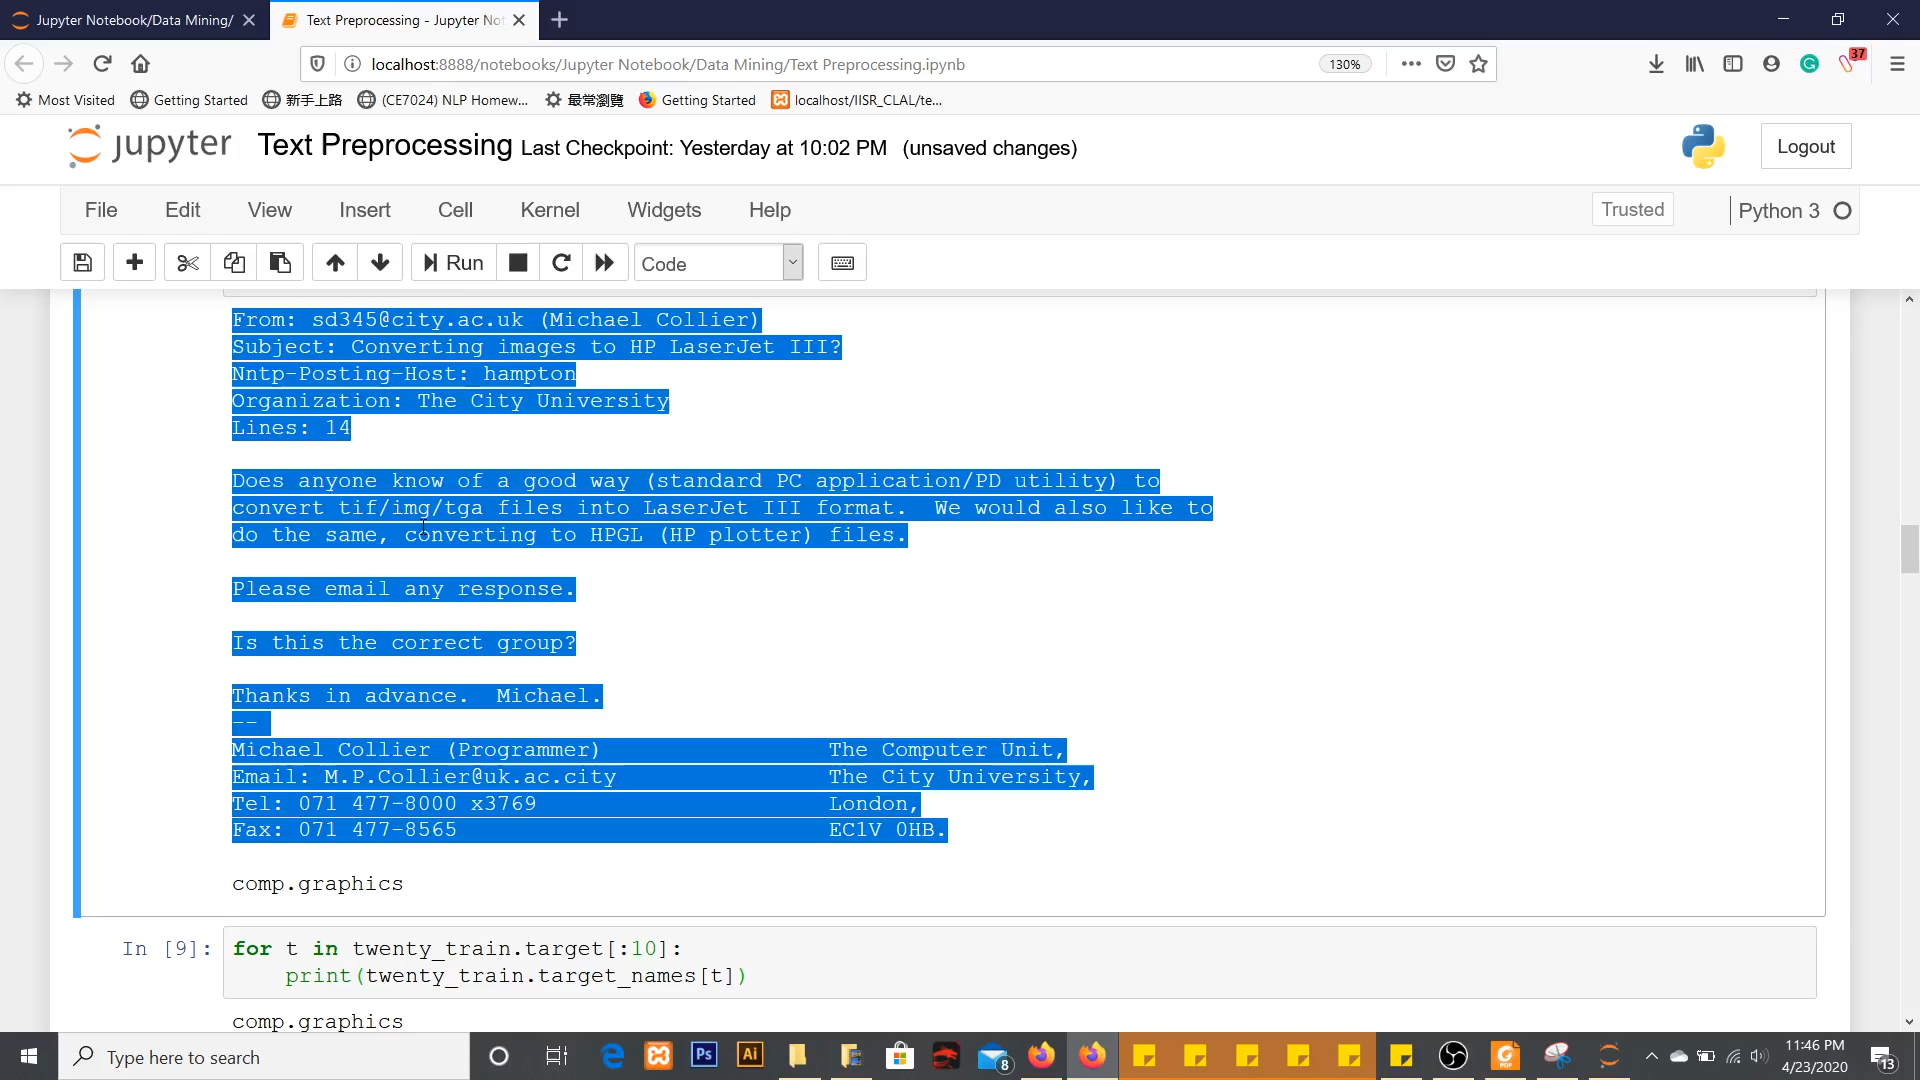 Jupyter Notebook/Data Mining/
Text Preprocessing - Jupyter Not
localhost:8888/notebooks/Jupyter Notebook/Data Mining/Text Preprocessing.ipynb
130%
37
Most Visited
Getting Started
新手上路
(CE7024) NLP Homew...
最常瀏覽
Getting Started
localhost/IISR_CLAL/te...
jupyter
Text Preprocessing Last Checkpoint: Yesterday at 10:02 PM (unsaved changes)
Logout
File Edit View Insert Cell Kernel Widgets Help
Trusted
Python 3
Run
Code
From: sd345@city.ac.uk (Michael Collier)
Subject: Converting images to HP LaserJet III?
Nntp-Posting-Host: hampton
Organization: The City University
Lines: 14
Does anyone know of a good way (standard PC application/PD utility) to
convert tif/img/tga files into LaserJet III format.  We would also like to
do the same, converting to HPGL (HP plotter) files.
Please email any response.
Is this the correct group?
Thanks in advance.  Michael.
--
Michael Collier (Programmer) The Computer Unit,
Email: M.P.Collier@uk.ac.city The City University,
Tel: 071 477-8000 x3769 London,
Fax: 071 477-8565 EC1V 0HB.
comp.graphics
In [9]: for t in twenty_train.target[:10]:
print(twenty_train.target_names[t])
comp.graphics
Type here to search
Ps
Ai
8
11:46 PM
4/23/2020
13